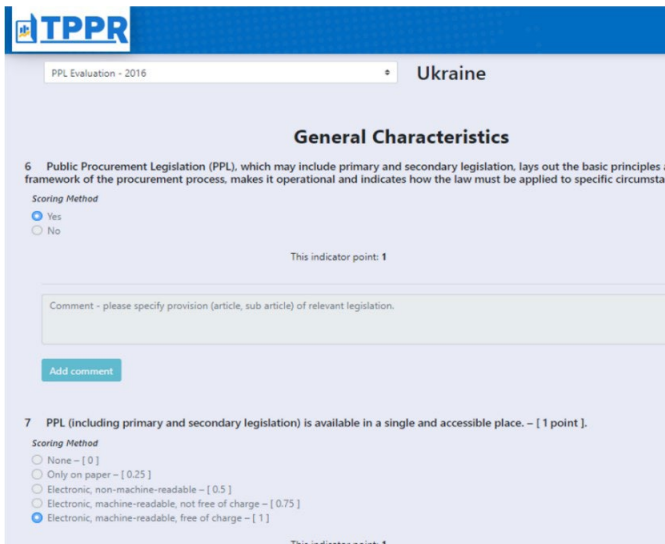 TPPR
PPL Evaluation - 2016
Ukraine
General Characteristics
6 Public Procurement Legislation (PPL), which may include primary and secondary legislation, lays out the basic principles
framework of the procurement process, makes it operational and indicates how the law must be applied to specific
Scoring Method
Yes
No
This indicator point: 1
Comment - please specify provision (article, sub article) of relevant legislation.
Add comment
7 PPL (including primary and secondary legislation) is available in a single and accessible place. – [ 1 point ].
Scoring Method
None – [ 0 ]
Only on paper – [ 0.25 ]
Electronic, non-machine-readable – [ 0.5 ]
Electronic, machine-readable, not free of charge – [ 0.75 ]
Electronic, machine-readable, free of charge – [ 1 ]
This indicator point: 1